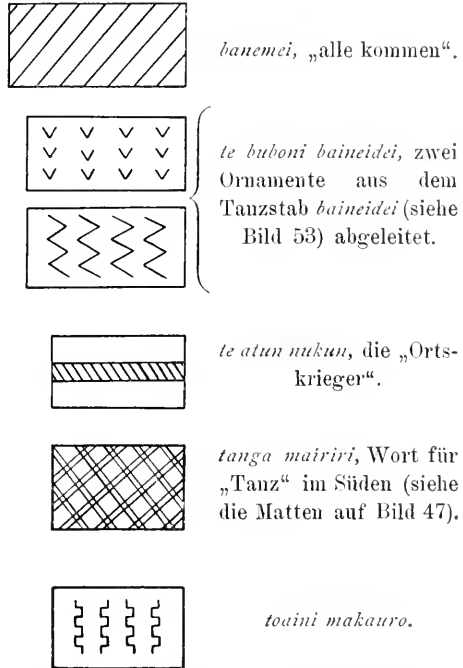 banemei, „alle kommen“.
te buboni baineidei, zwei
Ornamente aus dem
Tanzstab baineidei (siehe
Bild 53) abgeleitet.
te atun nukun, die „Orts-
krieger“.
tanga mairiri, Wort für
„Tanz“ im Süden (siehe
die Matten auf Bild 47).
toaini makauro.